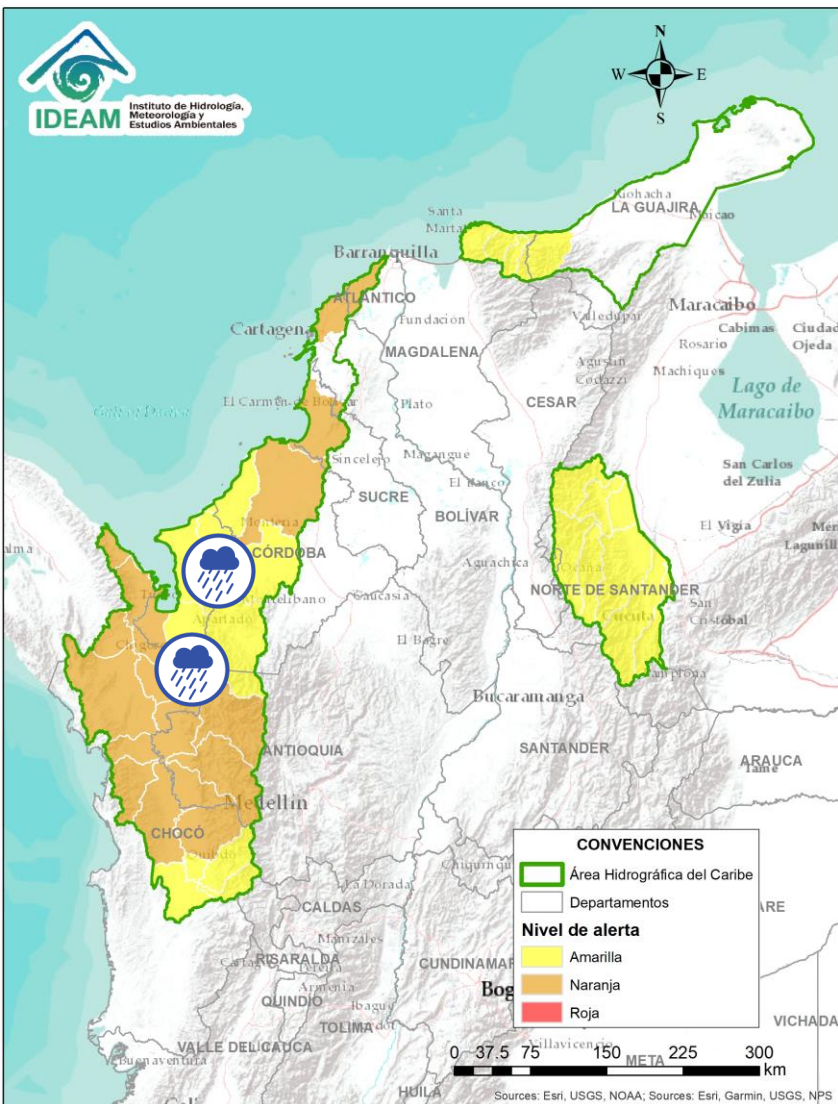 IDEAM
Instituto de Hidrología,
Meteorología y
Estudios Ambientales
N
W
E
S
Riohacha
LA GUAJIRA
Maicao
Santa
Marta
Barranquilla
ATLÁNTICO
Maracaibo
Cartagena
Fundación
Valledupar
Cabimas
Ciudad
Ojeda
Rosario
MAGDALENA
Machiques
Agustín
Codazzi
Lago de
Maracaibo
El Carmen de Bolívar
Plato
CESAR
Sincelejo
Magangué
San Carlos
del Zulia
El Banco
SUCRE
BOLÍVAR
Montería
El Vigía
CÓRDOBA
Aguachica
Ocaña
NORTE DE SANTANDER
Caucasia
San
Cristóbal
Apartadó
Cúcuta
El Bagre
Pamplona
Bucaramanga
ANTIOQUIA
SANTANDER
ARAUCA
Tame
Medellín
CHOCÓ
Quibdó
La Dorada
CALDAS
Manizales
RISARALDA
Pereira
Armenia
QUINDÍO
Ibagué
TOLIMA
VALLE DEL CAUCA
Buenaventura
HUILA
Villavicencio
META
VICHADA
CONVENCIONES
Área Hidrográfica del Caribe
Departamentos
Nivel de alerta
Amarilla
Naranja
Roja
0 37.5 75 150 225 300
km
Sources: Esri, USGS, NOAA; Sources: Esri, Garmin, USGS, NPS